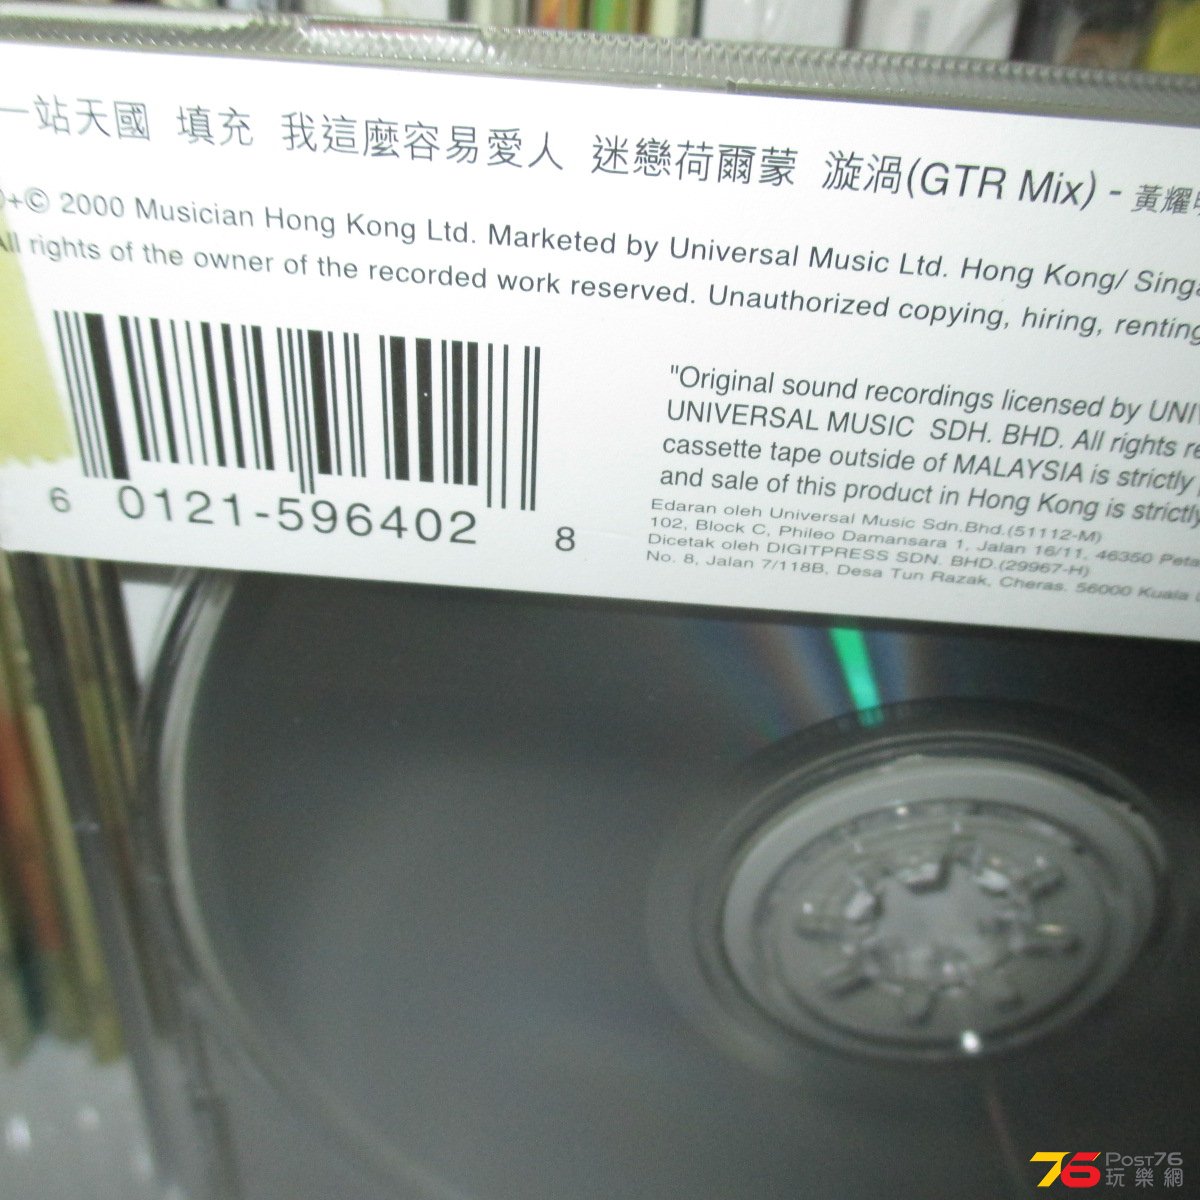 一站天國 填充 我這麼容易愛人 迷戀荷爾蒙 漩渦(GTR Mix) - 黃耀明
+© 2000 Musician Hong Kong Ltd. Marketed by Universal Music Ltd. Hong Kong/ Singa
All rights of the owner of the recorded work reserved. Unauthorized copying, hiring, renting
"Original sound recordings licensed by UNI
UNIVERSAL MUSIC SDH. BHD. All rights re
cassette tape outside of MALAYSIA is strictly
and sale of this product in Hong Kong is strictly
Edaran oleh Universal Music Sdn.Bhd.(51112-M)
102, Block C, Phileo Damansara 1, Jalan 16/11, 46350 Peta
Dicetak oleh DIGITPRESS SDN. BHD.(29967-H)
No. 8, Jalan 7/118B, Desa Tun Razak, Cheras. 56000 Kuala L
6 0121-596402 8
76 POST76
玩樂網